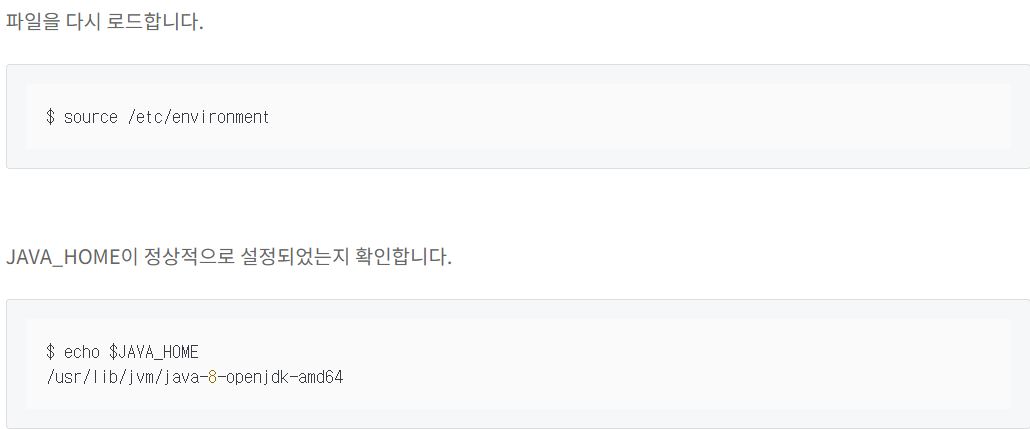 파일을 다시 로드합니다.
$ source /etc/environment
JAVA_HOME이 정상적으로 설정되었는지 확인합니다.
$ echo $JAVA_HOME
/usr/lib/jvm/java-8-openjdk-amd64